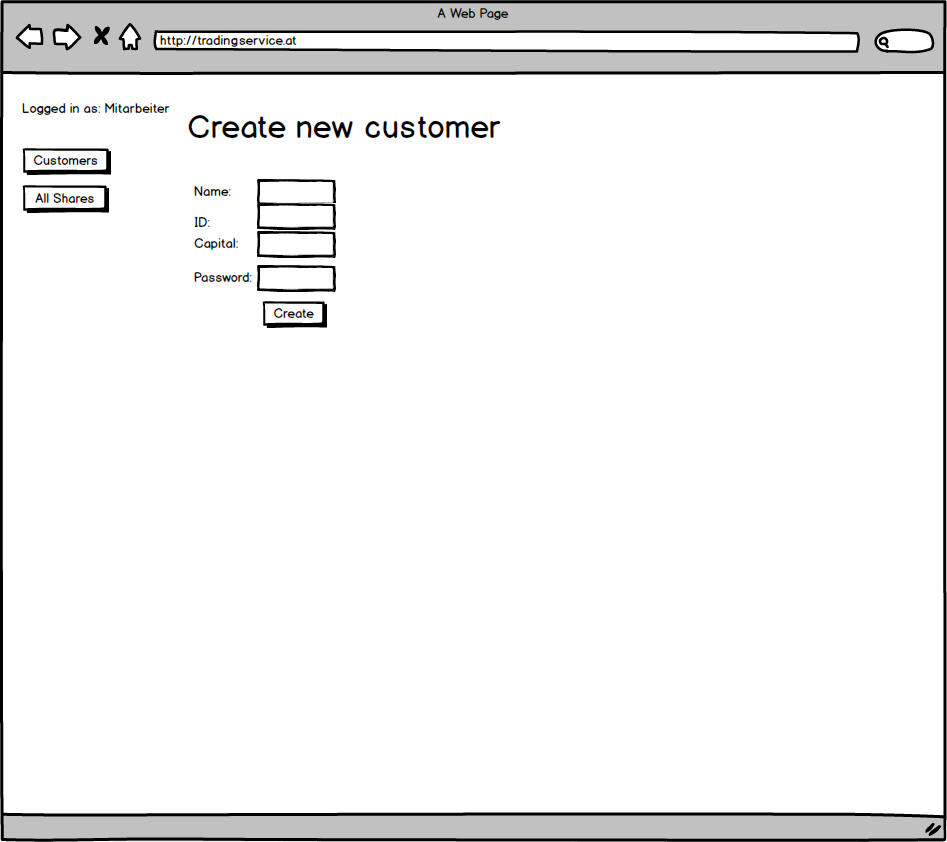 A Web Page
http://tradingservice.at
Logged in as: Mitarbeiter
Create new customer
Customers
All Shares
Name:
ID:
Capital:
Password:
Create